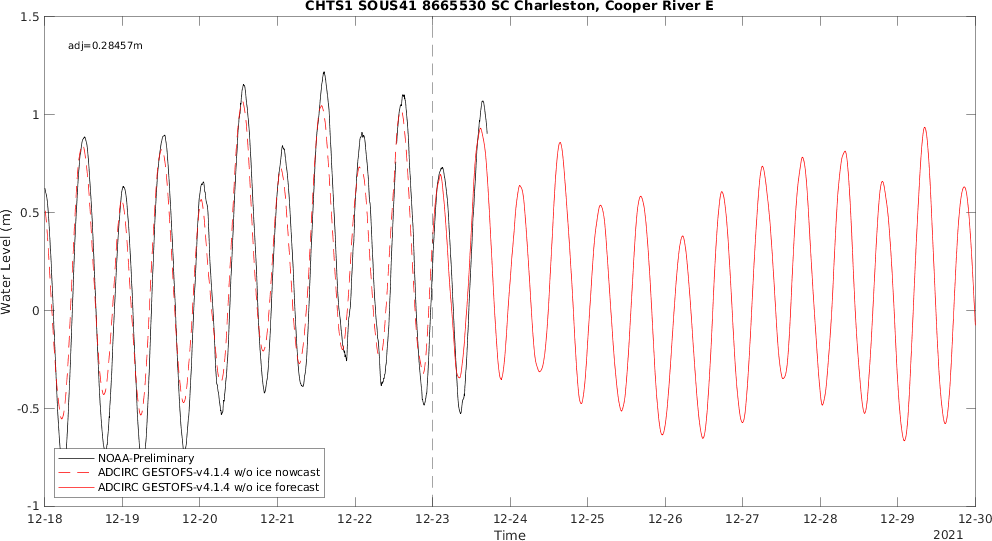 CHTS1 SOUS41 8665530 SC Charleston, Cooper River E
1.5
adj=0.28457m
1
0.5
0
-0.5
-1
Water Level (m)
NOAA-Preliminary
ADCIRC GESTOFS-v4.1.4 w/o ice nowcast
ADCIRC GESTOFS-v4.1.4 w/o ice forecast
12-18 12-19 12-20 12-21 12-22 12-23 12-24 12-25 12-26 12-27 12-28 12-29 12-30
Time
2021